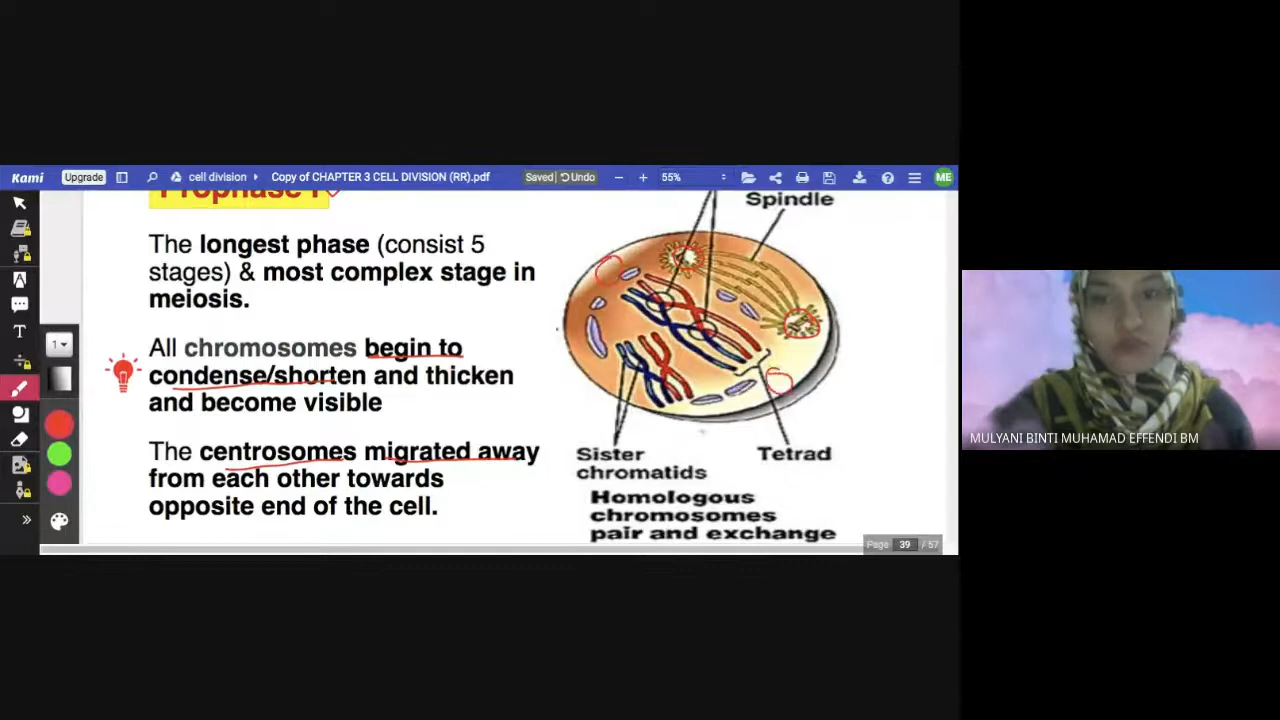 Kami
Upgrade
cell division
Copy of CHAPTER 3 CELL DIVISION (RR).pdf
Saved
Undo
55%
ME
Prophase I
The longest phase (consist 5
stages) & most complex stage in
meiosis.
All chromosomes begin to
condense/shorten and thicken
and become visible
The centrosomes migrated away
from each other towards
opposite end of the cell.
1
Spindle
Sister
chromatids
Tetrad
Homologous
chromosomes
pair and exchange
Page 39 / 57
MULYANI BINTI MUHAMAD EFFENDI BM